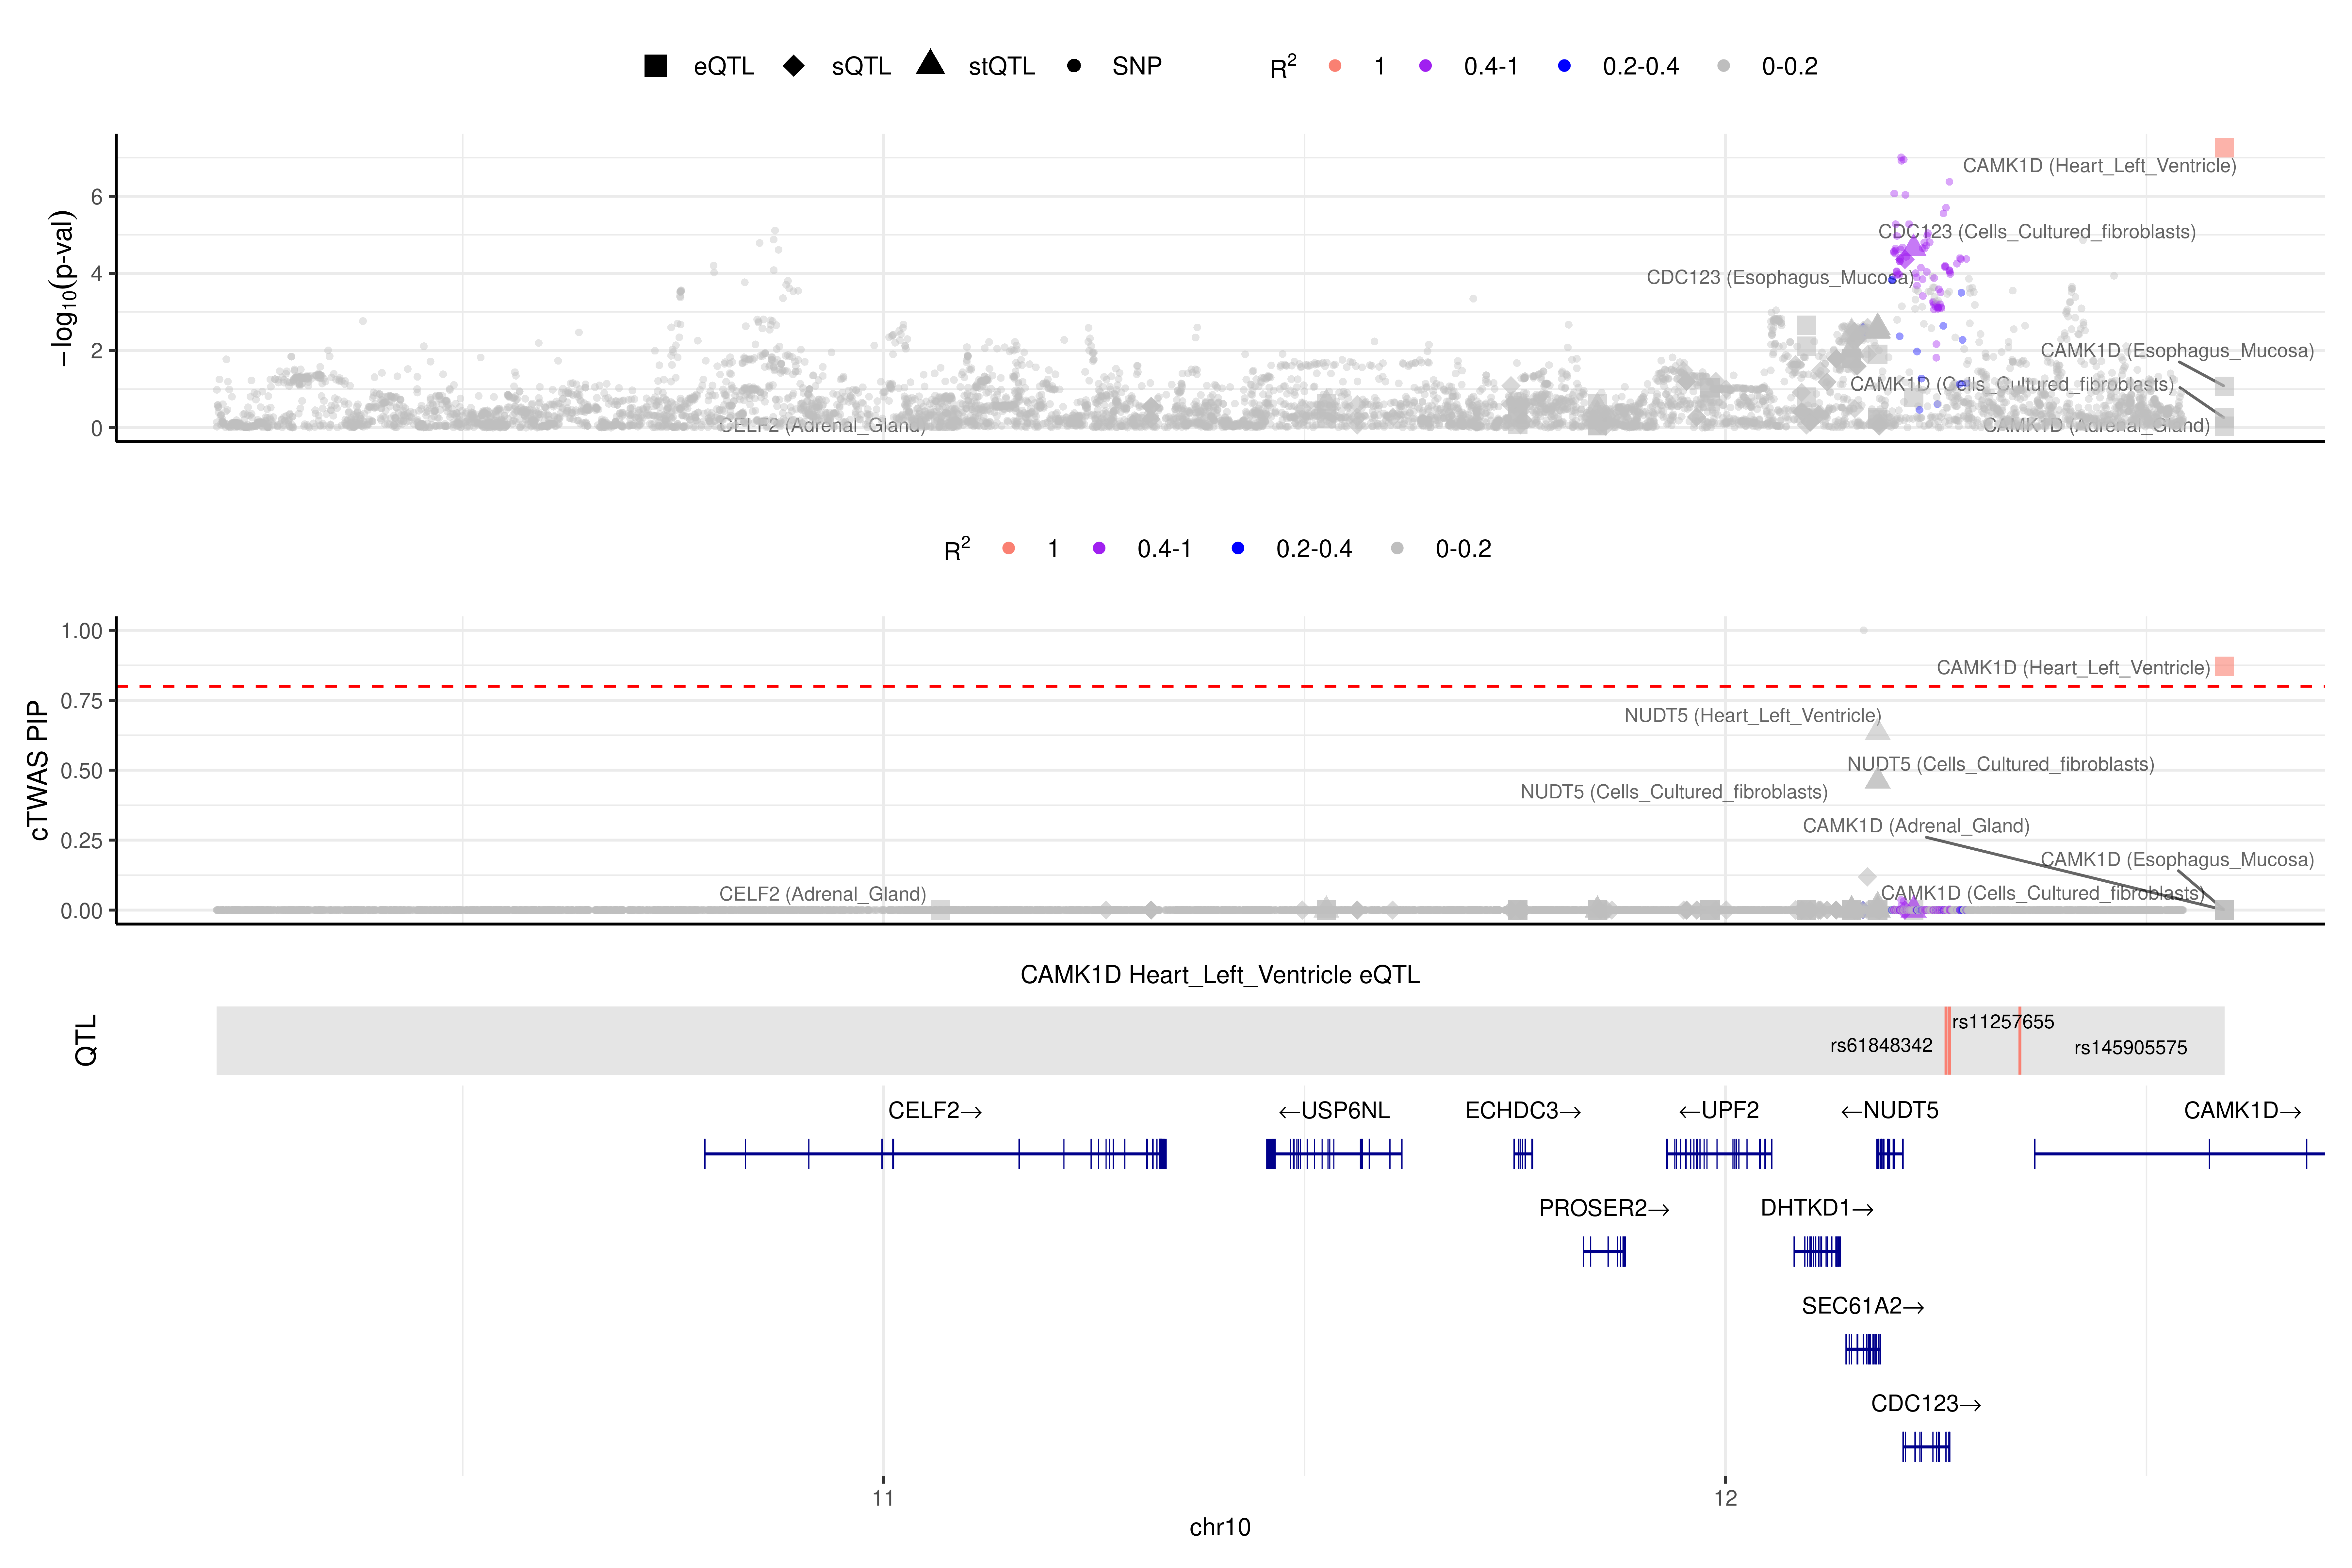 eQTL sQTL stQTL SNP R2 1 0.4-1 0.2-0.4 0-0.2
−log10(p-val)
6
4
2
0
CAMK1D (Heart_Left_Ventricle)
CDC123 (Cells_Cultured_fibroblasts)
CDC123 (Esophagus_Mucosa)
CAMK1D (Esophagus_Mucosa)
CAMK1D (Cells_Cultured_fibroblasts)
CELF2 (Adrenal_Gland)
CAMK1D (Adrenal_Gland)
R2 1 0.4-1 0.2-0.4 0-0.2
cTWAS PIP
1.00
0.75
0.50
0.25
0.00
CAMK1D (Heart_Left_Ventricle)
NUDT5 (Heart_Left_Ventricle)
NUDT5 (Cells_Cultured_fibroblasts)
NUDT5 (Cells_Cultured_fibroblasts)
CAMK1D (Adrenal_Gland)
CAMK1D (Esophagus_Mucosa)
CELF2 (Adrenal_Gland)
CAMK1D (Cells_Cultured_fibroblasts)
CAMK1D Heart_Left_Ventricle eQTL
QTL
rs11257655
rs61848342
rs145905575
CELF2→ ←USP6NL ECHDC3→ ←UPF2 ←NUDT5 CAMK1D→
PROSER2→ DHTKD1→
SEC61A2→
CDC123→
11 12
chr10